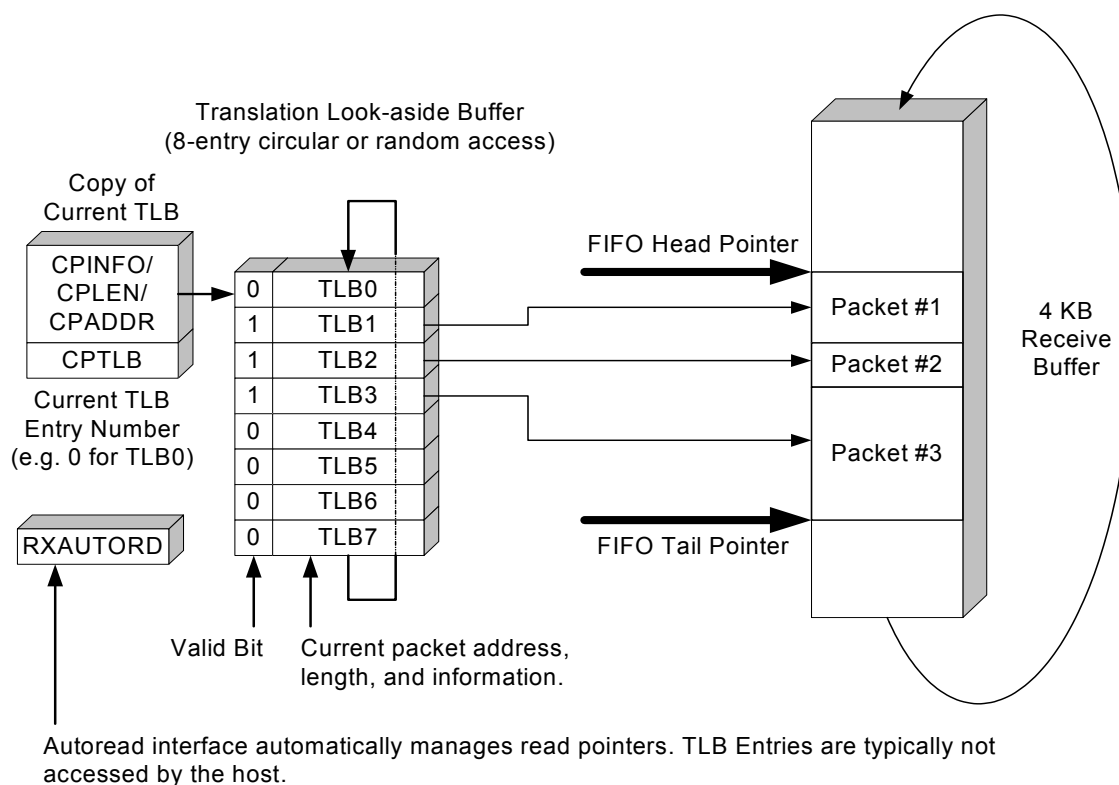 Translation Look-aside Buffer
(8-entry circular or random access)
Copy of
Current TLB
CPINFO/
CPLEN/
CPADDR
CPTLB
Current TLB
Entry Number
(e.g. 0 for TLB0)
RXAUTORD
0 TLB0
1 TLB1
1 TLB2
1 TLB3
0 TLB4
0 TLB5
0 TLB6
0 TLB7
Valid Bit
Current packet address,
length, and information.
FIFO Head Pointer
FIFO Tail Pointer
Packet #1
Packet #2
Packet #3
4 KB
Receive
Buffer
Autoread interface automatically manages read pointers. TLB Entries are typically not
accessed by the host.